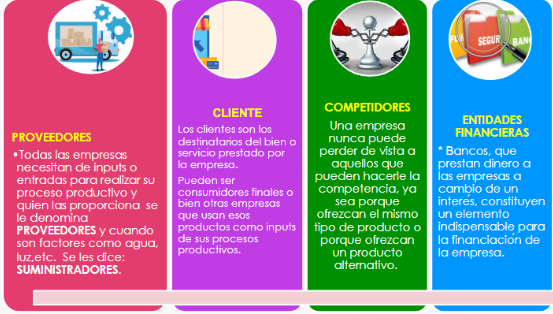 PROVEEDORES
•Todas las empresas
necesitan de inputs o
entradas para realizar su
proceso productivo y
quien las proporciona se
le denomina
PROVEEDORES y cuando
son factores como agua,
luz,etc. Se les dice:
SUMINISTRADORES.
CLIENTE
Los clientes son los
destinatarios del bien o
servicio prestado por
la empresa.
Pueden ser
consumidores finales o
bien otras empresas
que usan esos
productos como inputs
de sus procesos
productivos.
COMPETIDORES
Una empresa
nunca puede
perder de vista a
aquellos que
pueden hacerle la
competencia, ya
sea porque
ofrezcan el mismo
tipo de producto o
porque ofrezcan
un producto
alternativo.
SEGUR
BAN
ENTIDADES
FINANCIERAS
* Bancos, que
prestan dinero a
las empresas a
cambio de un
interés, constituyen
un elemento
indispensable para
la financiación de
la empresa.